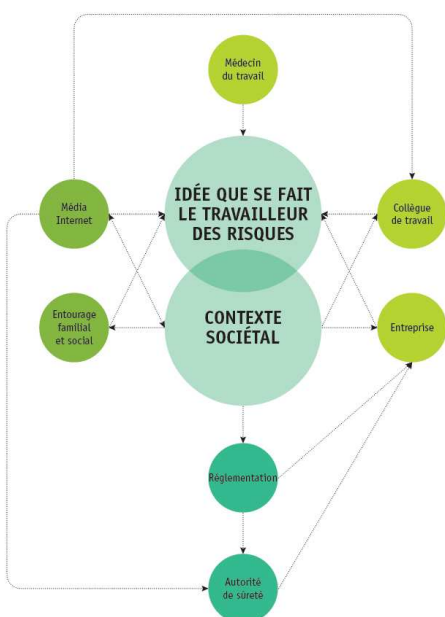 Médecin
du travail
IDÉE QUE SE FAIT
LE TRAVAILLEUR
DES RISQUES
Média
Internet
Collègue
de travail
Entourage
familial
et social
CONTEXTE
SOCIÉTAL
Entreprise
Réglementation
Autorité
de sûreté